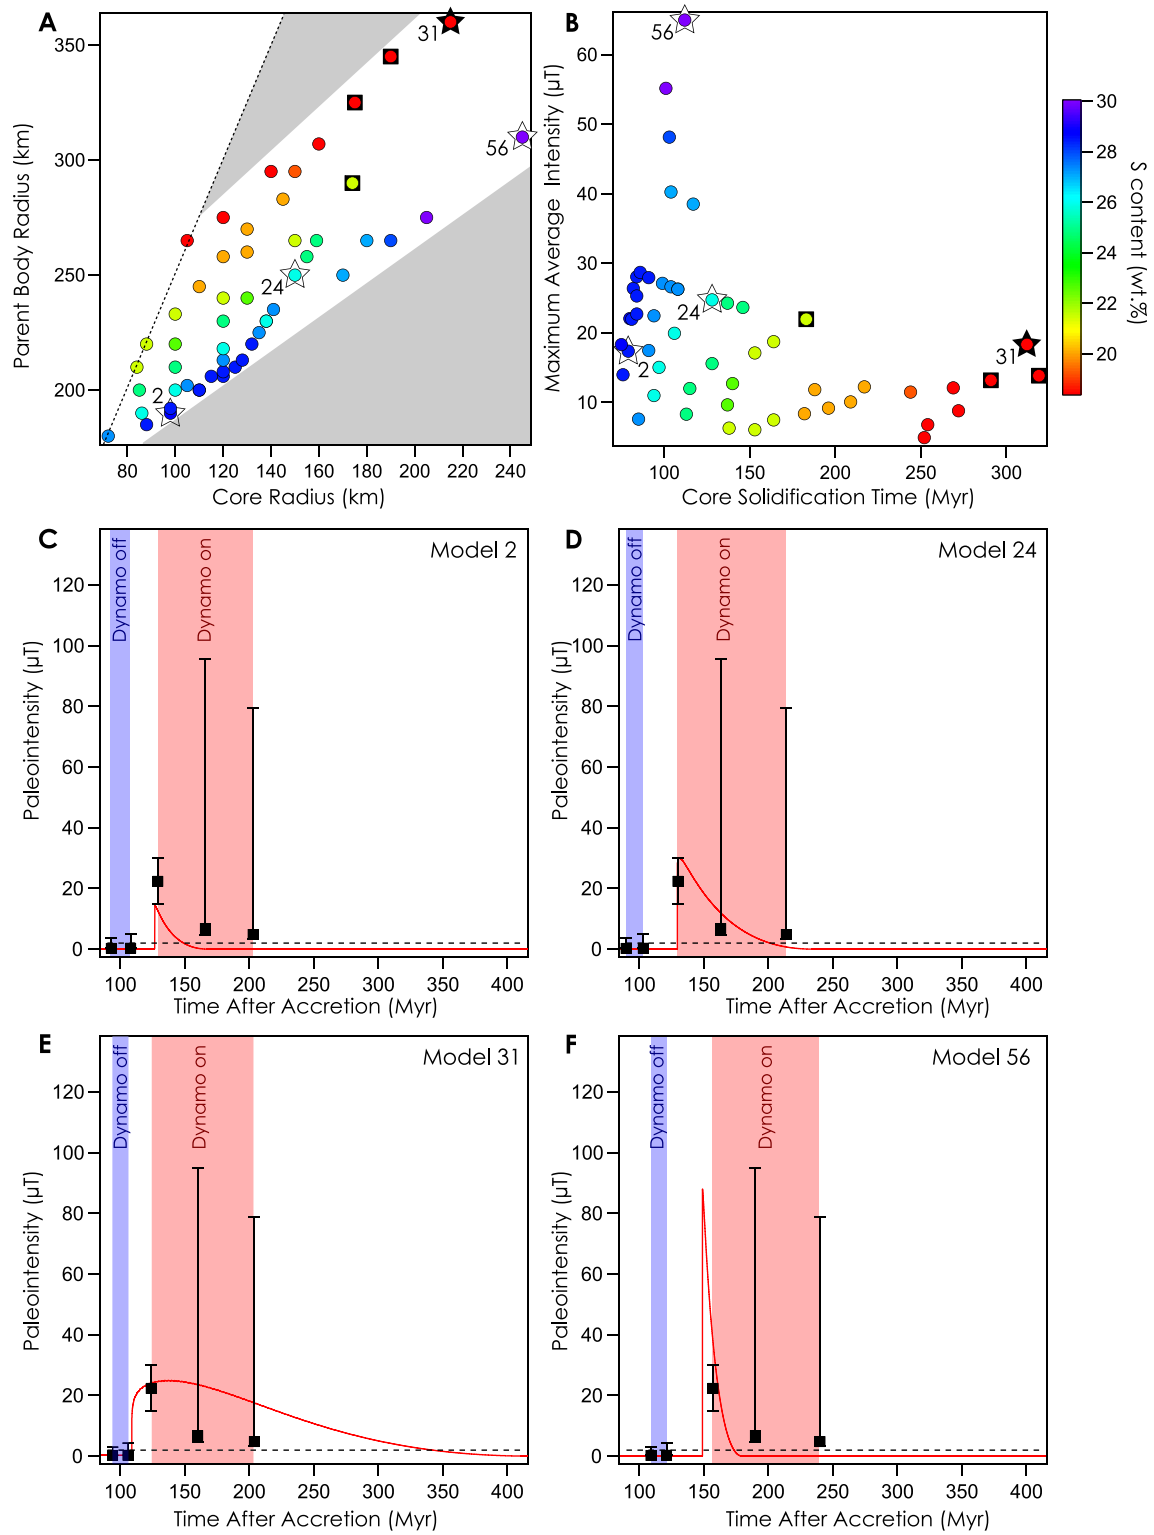 A
350
300
250
200
Parent Body Radius (km)
31
56
24
2
80 100 120 140 160 180 200 220 240
Core Radius (km)
B
60
50
40
30
20
10
Maximum Average Intensity (µT)
56
24
2
31
100 150 200 250 300
Core Solidification Time (Myr)
30
28
26
24
22
20
S content (wt.%)
C
Model 2
Dynamo off
Dynamo on
120
100
80
60
40
20
0
Paleointensity (µT)
100 150 200 250 300 350 400
Time After Accretion (Myr)
D
Model 24
Dynamo off
Dynamo on
120
100
80
60
40
20
0
Paleointensity (µT)
100 150 200 250 300 350 400
Time After Accretion (Myr)
E
Model 31
Dynamo off
Dynamo on
120
100
80
60
40
20
0
Paleointensity (µT)
100 150 200 250 300 350 400
Time After Accretion (Myr)
F
Model 56
Dynamo off
Dynamo on
120
100
80
60
40
20
0
Paleointensity (µT)
100 150 200 250 300 350 400
Time After Accretion (Myr)